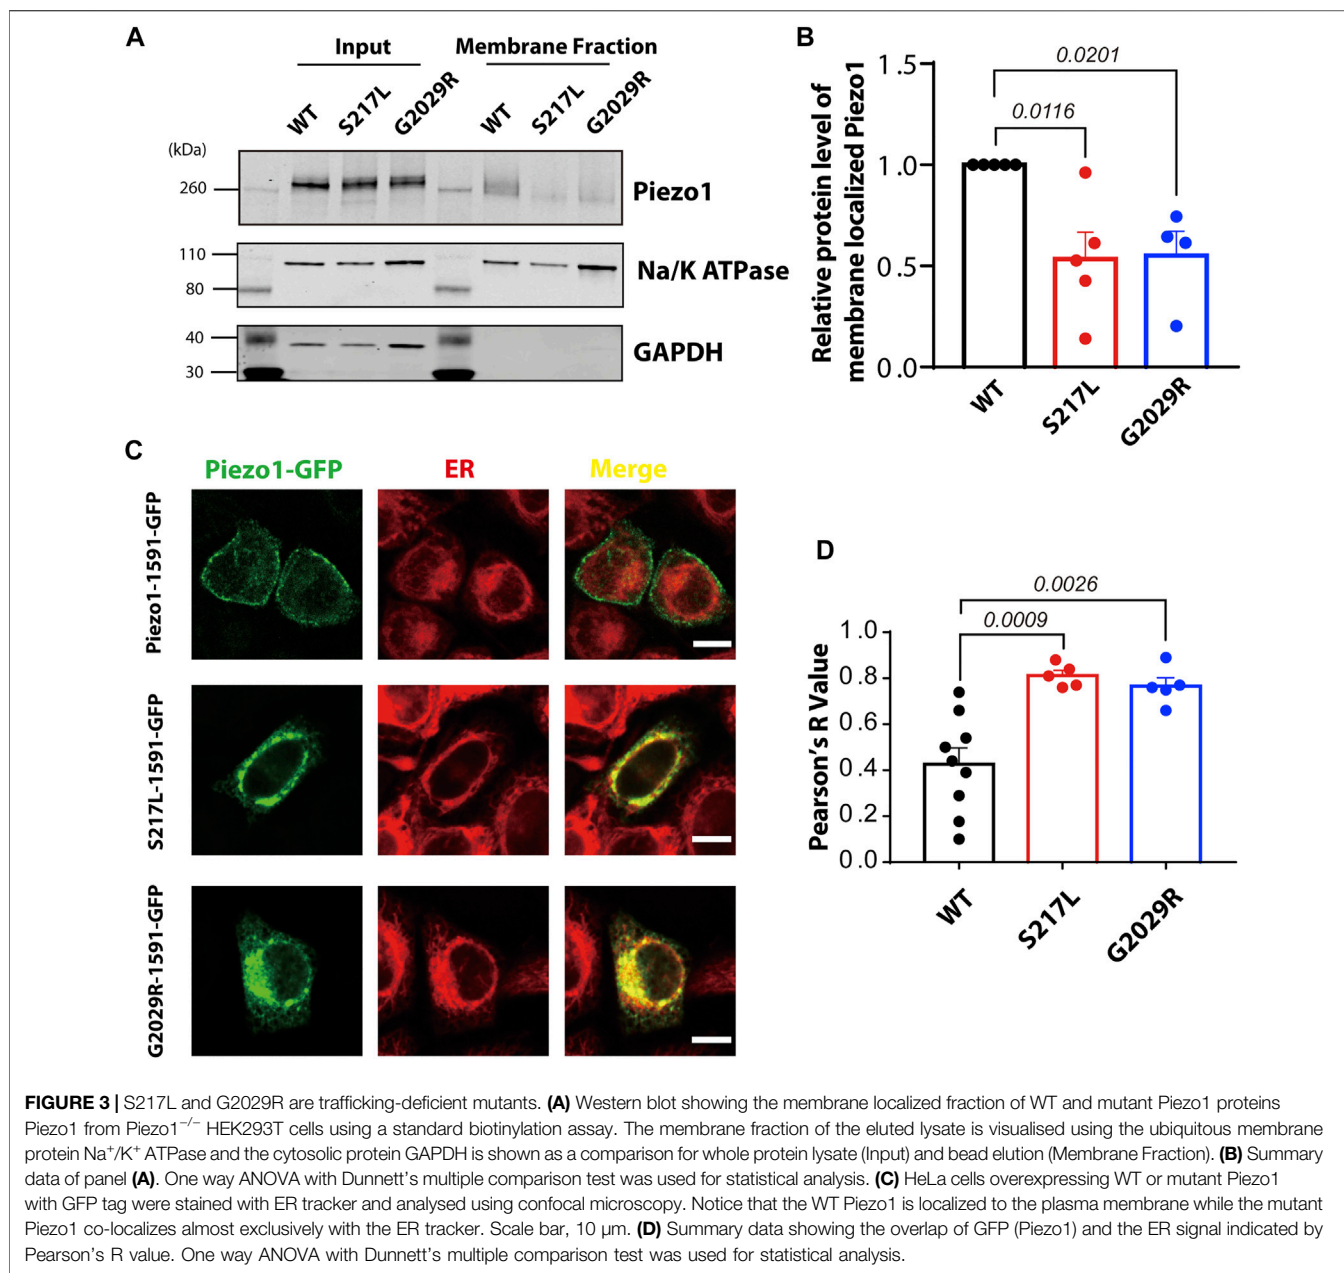 A
Input
Membrane Fraction
WT
S217L
G2029R
WT
S217L
G2029R
(kDa)
260
Piezo1
110
80
Na/K ATPase
40
30
GAPDH
B
Relative protein level of
membrane localized Piezo1
1.5
1.0
0.5
0.0
0.0201
0.0116
WT
S217L
G2029R
C
Piezo1-GFP
ER
Merge
Piezo1-1591-GFP
S217L-1591-GFP
G2029R-1591-GFP
D
Pearson's R Value
1.0
0.8
0.6
0.4
0.2
0.0
0.0026
0.0009
WT
S217L
G2029R
FIGURE 3 | S217L and G2029R are trafficking-deficient mutants. (A) Western blot showing the membrane localized fraction of WT and mutant Piezo1 proteins
Piezo1 from Piezo1−/− HEK293T cells using a standard biotinylation assay. The membrane fraction of the eluted lysate is visualised using the ubiquitous membrane
protein Na+/K+ ATPase and the cytosolic protein GAPDH is shown as a comparison for whole protein lysate (Input) and bead elution (Membrane Fraction). (B) Summary
data of panel (A). One way ANOVA with Dunnett's multiple comparison test was used for statistical analysis. (C) HeLa cells overexpressing WT or mutant Piezo1
with GFP tag were stained with ER tracker and analysed using confocal microscopy. Notice that the WT Piezo1 is localized to the plasma membrane while the mutant
Piezo1 co-localizes almost exclusively with the ER tracker. Scale bar, 10 µm. (D) Summary data showing the overlap of GFP (Piezo1) and the ER signal indicated by
Pearson's R value. One way ANOVA with Dunnett's multiple comparison test was used for statistical analysis.